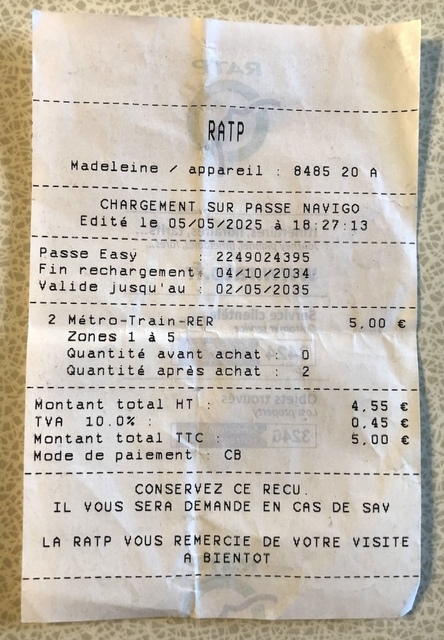 RATP
Madeleine / appareil : 8485 20 A
CHARGEMENT SUR PASSE NAVIGO
Edité le 05/05/2025 à 18:27:13
Passe Easy : 2249024395
Fin rechargement: 04/10/2034
Valide jusqu'au : 02/05/2035
2 Métro-Train-RER 5,00 €
Zones 1 à 5
Quantité avant achat : 0
Quantité après achat : 2
Montant total HT : 4,55 €
TVA 10.0% : 0,45 €
Montant total TTC : 5,00 €
Mode de paiement : CB
CONSERVEZ CE RECU.
IL VOUS SERA DEMANDE EN CAS DE SAV
LA RATP VOUS REMERCIE DE VOTRE VISITE
A BIENTOT